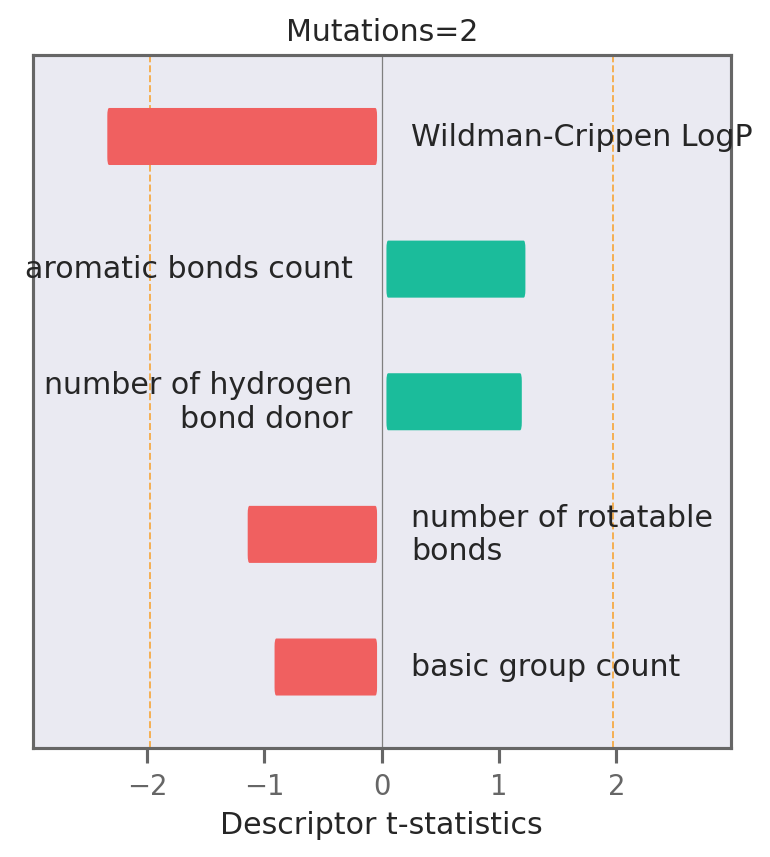 Mutations=2
Wildman-Crippen LogP
aromatic bonds count
number of hydrogen
bond donor
number of rotatable
bonds
basic group count
−2 −1 0 1 2
Descriptor t-statistics